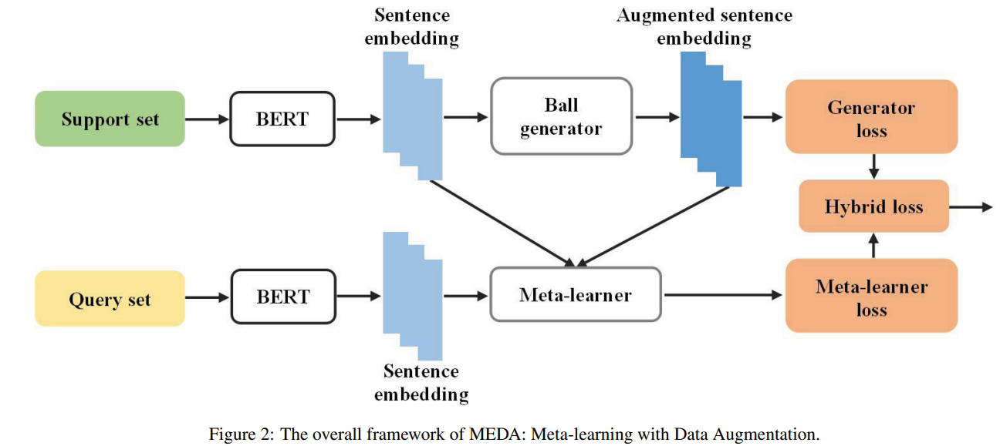 Sentence
embedding
Augmented sentence
embedding
Support set
BERT
Ball
generator
Generator
loss
Hybrid loss
Query set
BERT
Meta-learner
Meta-learner
loss
Sentence
embedding
Figure 2: The overall framework of MEDA: Meta-learning with Data Augmentation.